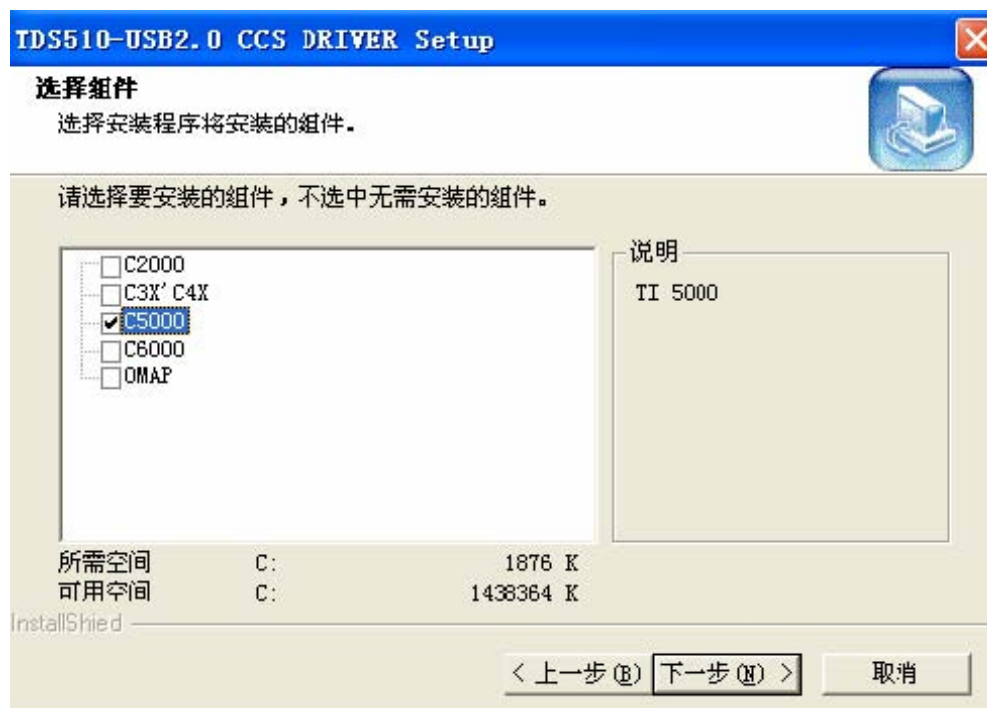 TDS510-USB2.0 CCS DRIVER Setup
选择组件
选择安装程序将安装的组件。
请选择要安装的组件，不选中无需安装的组件。
C2000
C3X' C4X
C5000
C6000
OMAP
说明
TI 5000
所需空间 C: 1876 K
可用空间 C: 1438364 K
InstallShied
< 上一步(B) 下一步(N) > 取消